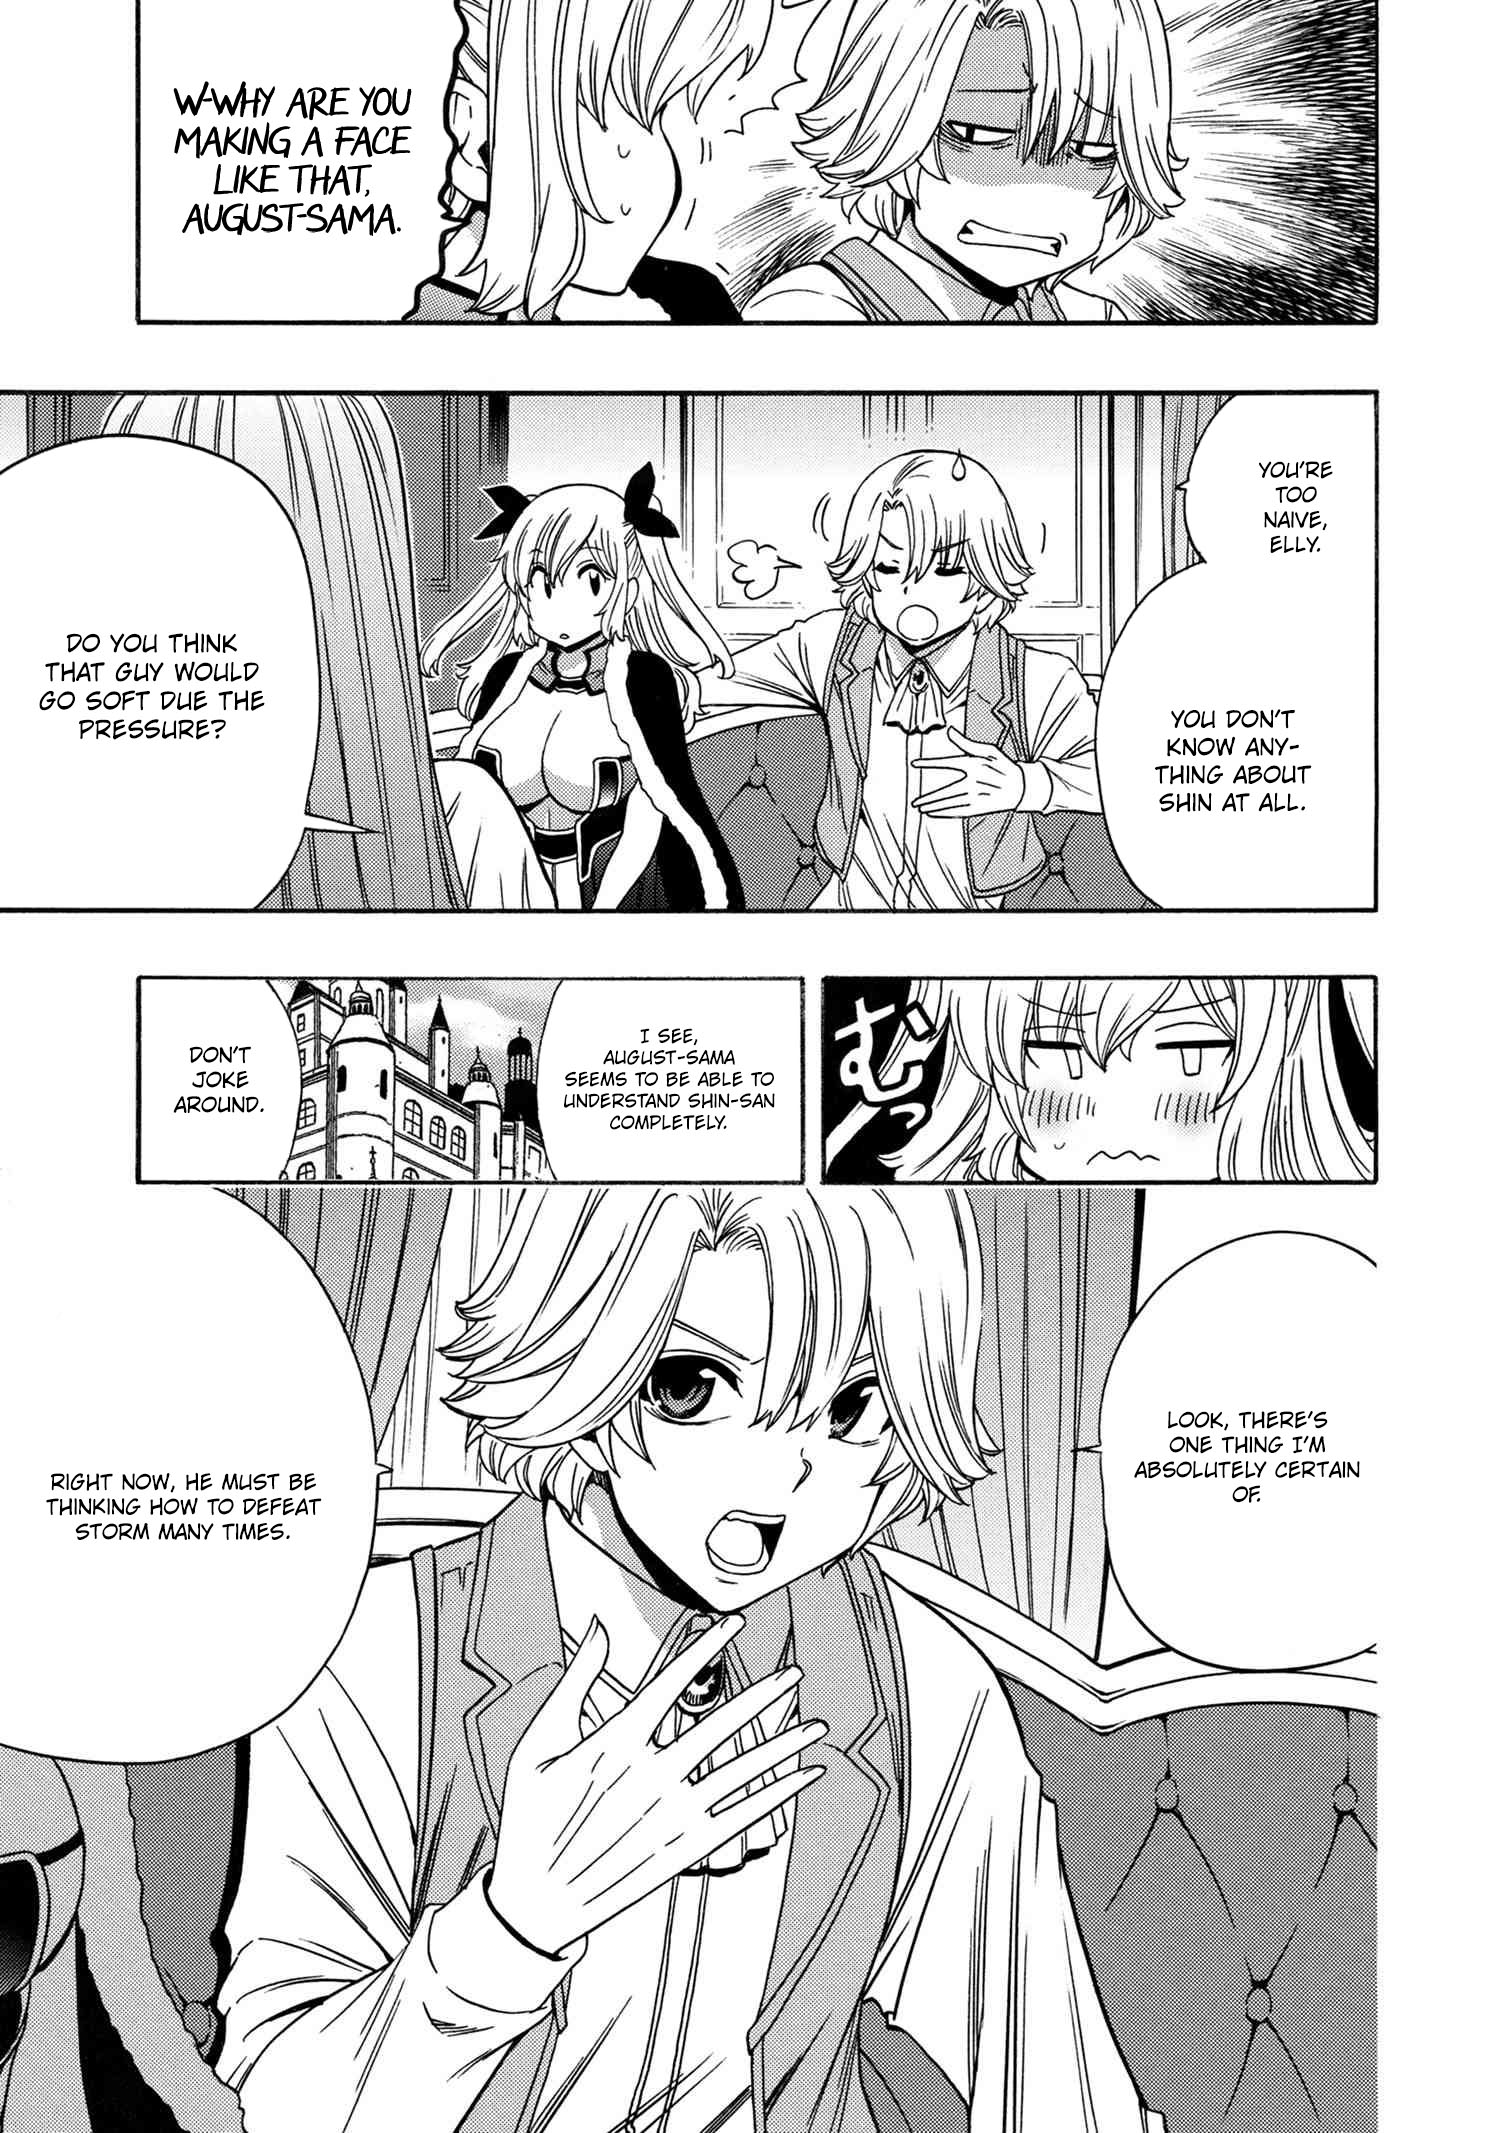 W-WHY ARE YOU
MAKING A FACE
LIKE THAT,
AUGUST-SAMA.
YOU'RE
TOO
NAIVE,
ELLY.
YOU DON'T
KNOW ANY-
THING ABOUT
SHIN AT ALL.
DO YOU THINK
THAT GUY WOULD
GO SOFT DUE THE
PRESSURE?
むっ
I SEE,
AUGUST-SAMA
SEEMS TO BE ABLE TO
UNDERSTAND SHIN-SAN
COMPLETELY.
DON'T
JOKE
AROUND.
LOOK, THERE'S
ONE THING I'M
ABSOLUTELY CERTAIN
OF.
RIGHT NOW, HE MUST BE
THINKING HOW TO DEFEAT
STORM MANY TIMES.